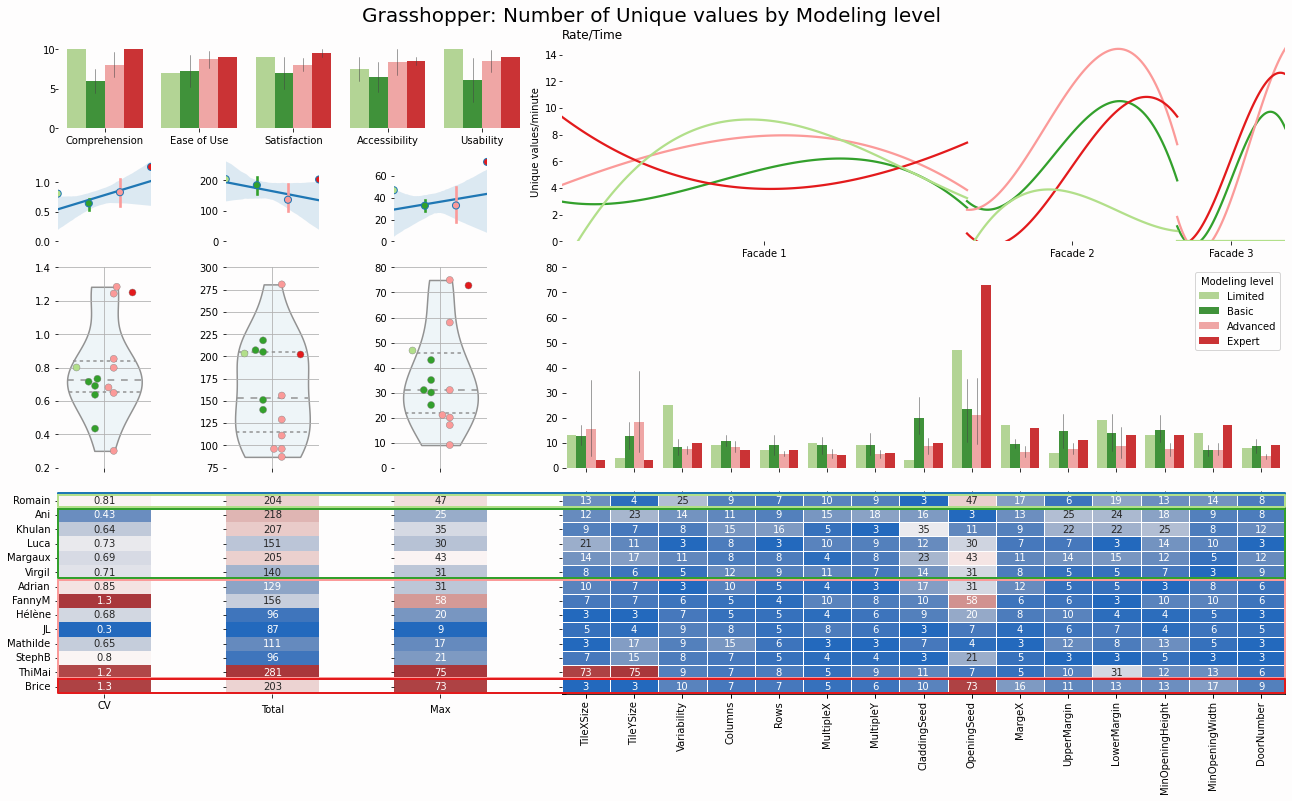 Grasshopper: Number of Unique values by Modeling level
Rate/Time
10
5
0
Comprehension Ease of Use Satisfaction Accessibility Usability
Unique values/minute
14
12
10
8
6
4
2
0
Facade 1 Facade 2 Facade 3
1.0
0.5
0.0
200
100
0
60
40
20
0
1.4
1.2
1.0
0.8
0.6
0.4
0.2
300
275
250
225
200
175
150
125
100
75
80
70
60
50
40
30
20
10
0
80
70
60
50
40
30
20
10
0
Modeling level
Limited
Basic
Advanced
Expert
Romain 0.81 204 47 13 4 25 9 7 10 9 3 47 17 6 19 13 14 8
Ani 0.43 218 25 12 23 14 11 9 15 18 16 3 13 25 24 18 9 8
Khulan 0.64 207 35 9 7 8 15 16 5 3 35 11 9 22 22 25 8 12
Luca 0.73 151 30 21 11 3 8 3 10 9 12 30 7 7 3 14 10 3
Margaux 0.69 205 43 14 17 11 8 8 4 8 23 43 11 14 15 12 5 12
Virgil 0.71 140 31 8 6 5 12 9 11 7 14 31 8 5 5 7 3 9
Adrian 0.85 129 31 10 7 3 10 5 4 3 17 31 12 5 5 3 8 6
FannyM 1.3 156 58 7 7 6 5 4 10 8 10 58 6 6 3 10 10 6
Hélène 0.68 96 20 3 3 7 5 7 4 6 9 20 8 10 4 4 5 3
JL 0.3 87 9 5 4 9 8 5 8 6 3 7 4 6 7 4 6 5
Mathilde 0.65 111 17 3 17 9 15 6 3 3 7 4 3 12 8 13 5 3
StephB 0.8 96 21 7 15 8 7 5 4 4 3 21 5 3 3 5 3 3
ThiMai 1.2 281 75 73 75 9 7 8 5 9 11 7 5 10 31 12 13 6
Brice 1.3 203 73 3 3 10 7 7 5 6 10 73 16 11 13 13 17 9
CV Total Max
TileXSize
TileYSize
Variability
Columns
Rows
MultipleX
MultipleY
CladdingSeed
OpeningSeed
MargeX
UpperMargin
LowerMargin
MinOpeningHeight
MinOpeningWidth
DoorNumber